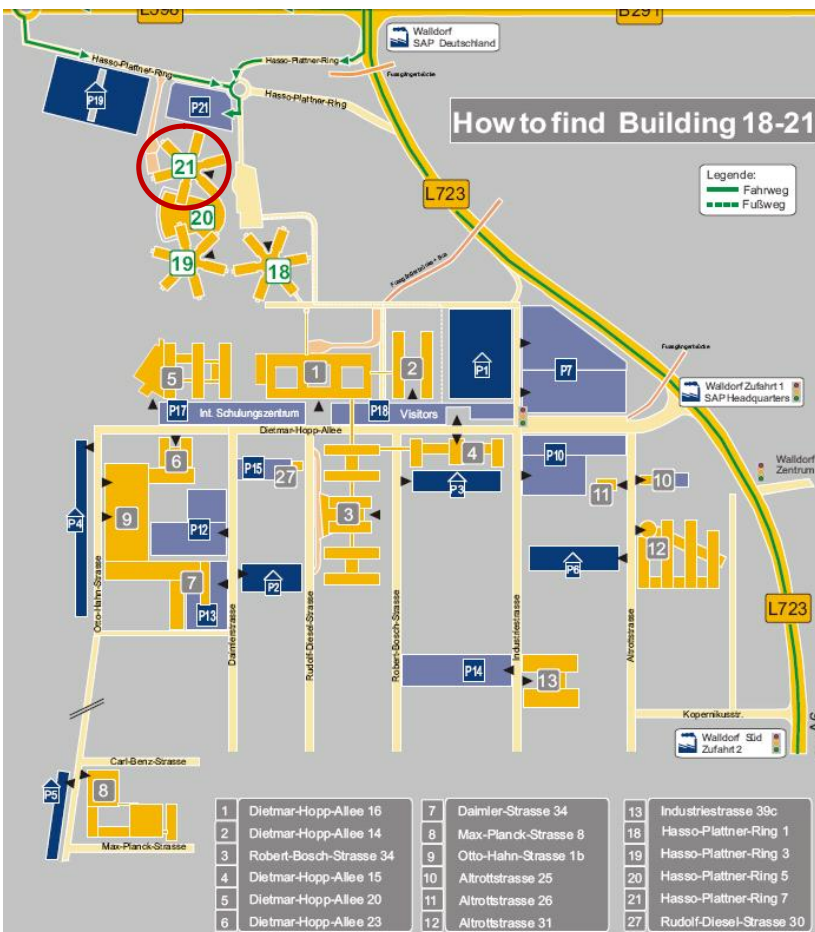 L598
B291
Walldorf
SAP Deutschland
Hasso-Plattner-Ring
Hasso-Plattner-Ring
Hasso-Plattner-Ring
Fussgängerbrücke
P19
P21
How to find Building 18-21
21
Legende:
Fahrweg
Fußweg
L723
20
19
18
Fussgängerbrücke + Bus
Fussgängerbrücke
5
1
2
P1
P7
Walldorf Zufahrt 1
SAP Headquarters
P17
Int. Schulungszentrum
P18
Visitors
Dietmar-Hopp-Allee
6
P15
27
4
P10
Walldorf
Zentrum
P4
9
P12
3
P3
11
10
12
7
P2
P6
P13
L723
Otto-Hahn-Strasse
Daimlerstrasse
Rudolf-Diesel-Strasse
Robert-Bosch-Strasse
Industriestrasse
Altrottstrasse
P14
13
Kopernikusstr.
A6
Walldorf Süd
Zufahrt 2
Carl-Benz-Strasse
P5
8
Max-Planck-Strasse
1 Dietmar-Hopp-Allee 16
2 Dietmar-Hopp-Allee 14
3 Robert-Bosch-Strasse 34
4 Dietmar-Hopp-Allee 15
5 Dietmar-Hopp-Allee 20
6 Dietmar-Hopp-Allee 23
7 Daimler-Strasse 34
8 Max-Planck-Strasse 8
9 Otto-Hahn-Strasse 1b
10 Altrottstrasse 25
11 Altrottstrasse 26
12 Altrottstrasse 31
13 Industriestrasse 39c
18 Hasso-Plattner-Ring 1
19 Hasso-Plattner-Ring 3
20 Hasso-Plattner-Ring 5
21 Hasso-Plattner-Ring 7
27 Rudolf-Diesel-Strasse 30